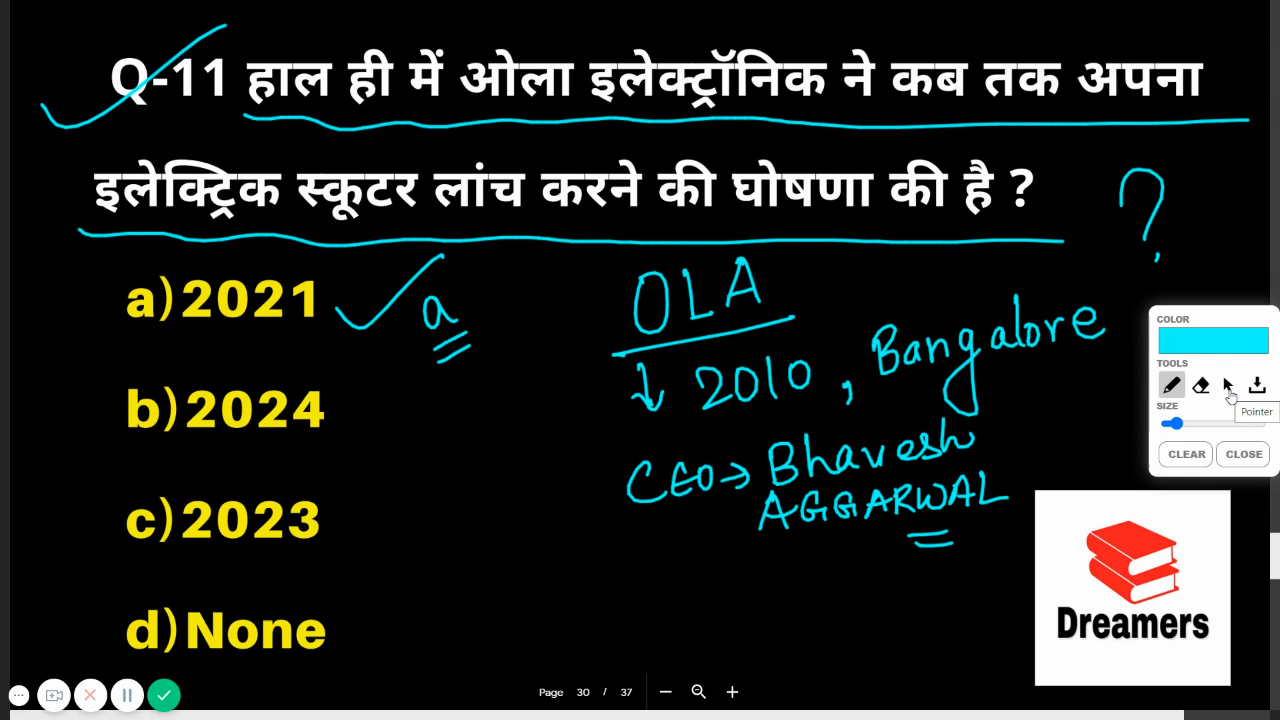 Q-11 हाल ही में ओला इलेक्ट्रॉनिक ने कब तक अपना
इलेक्ट्रिक स्कूटर लांच करने की घोषणा की है ?
?
a)2021
a
b)2024
c)2023
d)None
OLA
2010, Bangalore
CEO→ Bhavesh
AGGARWAL
COLOR
TOOLS
Pointer
SIZE
CLEAR CLOSE
Dreamers
Page 30 / 37